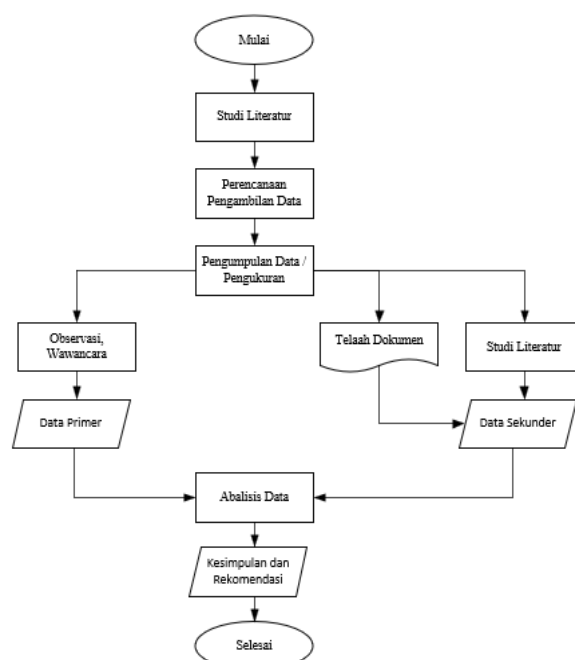 Mulai
Studi Literatur
Perencanaan
Pengambilan Data
Pengumpulan Data /
Pengukuran
Observasi,
Wawancara
Telaah Dokumen
Studi Literatur
Data Primer
Data Sekunder
Abalisis Data
Kesimpulan dan
Rekomendasi
Selesai